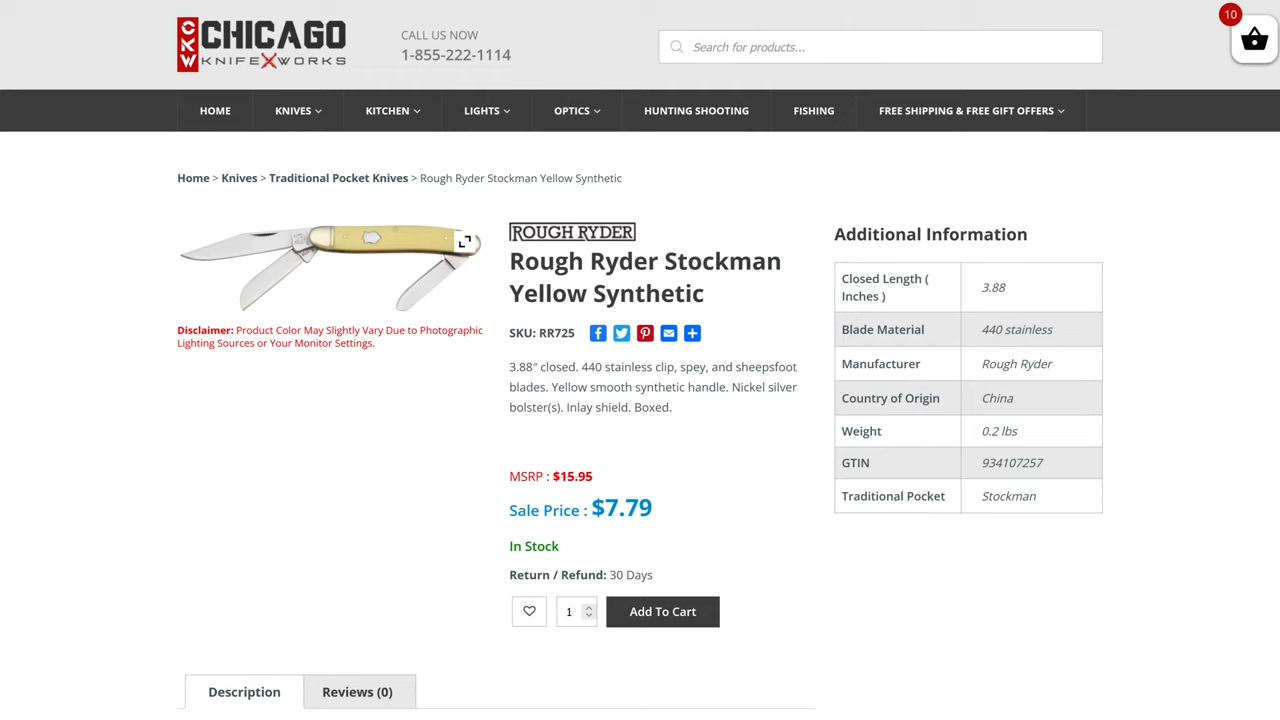 CKW CHICAGO
KNIFE WORKS
CALL US NOW
1-855-222-1114
Search for products...
10
HOME
KNIVES
KITCHEN
LIGHTS
OPTICS
HUNTING SHOOTING
FISHING
FREE SHIPPING & FREE GIFT OFFERS
Home > Knives > Traditional Pocket Knives > Rough Ryder Stockman Yellow Synthetic
Disclaimer: Product Color May Slightly Vary Due to Photographic
Lighting Sources or Your Monitor Settings.
ROUGH RYDER
Rough Ryder Stockman
Yellow Synthetic
SKU: RR725
3.88″ closed. 440 stainless clip, spey, and sheepsfoot
blades. Yellow smooth synthetic handle. Nickel silver
bolster(s). Inlay shield. Boxed.
MSRP : $15.95
Sale Price : $7.79
In Stock
Return / Refund: 30 Days
1
Add To Cart
Additional Information
Closed Length (
Inches )
3.88
Blade Material
440 stainless
Manufacturer
Rough Ryder
Country of Origin
China
Weight
0.2 lbs
GTIN
934107257
Traditional Pocket
Stockman
Description
Reviews (0)